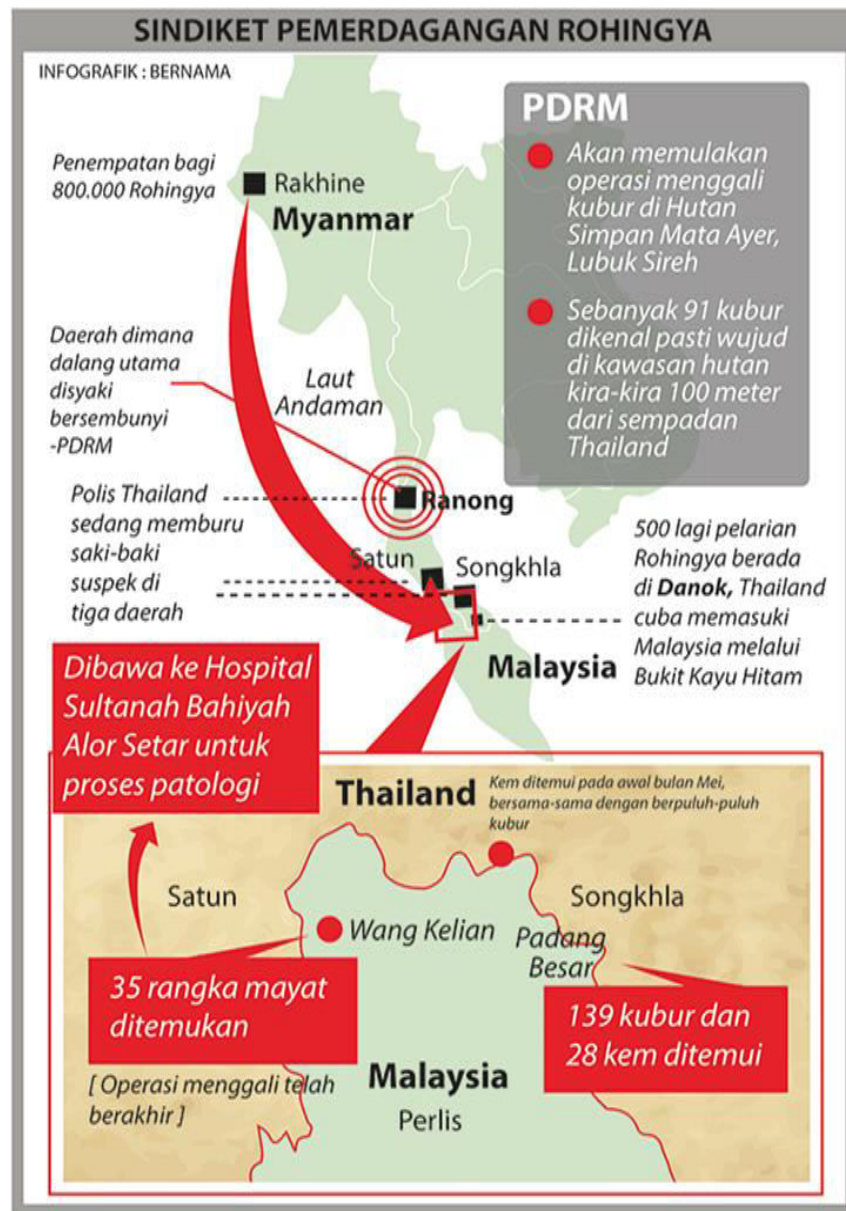 SINDIKET PEMERDAGANGAN ROHINGYA
INFOGRAFIK : BERNAMA
Penempatan bagi
800.000 Rohingya
Rakhine
Myanmar
PDRM
Akan memulakan
operasi menggali
kubur di Hutan
Simpan Mata Ayer,
Lubuk Sireh
Sebanyak 91 kubur
dikenal pasti wujud
di kawasan hutan
kira-kira 100 meter
dari sempadan
Thailand
Daerah dimana
dalang utama
disyaki
bersembunyi
-PDRM
Laut
Andaman
Ranong
Polis Thailand
sedang memburu
saki-baki
suspek di
tiga daerah
Satun
Songkhla
500 lagi pelarian
Rohingya berada
di Danok, Thailand
cuba memasuki
Malaysia melalui
Bukit Kayu Hitam
Malaysia
Dibawa ke Hospital
Sultanah Bahiyah
Alor Setar untuk
proses patologi
Thailand
Kem ditemui pada awal bulan Mei,
bersama-sama dengan berpuluh-puluh
kubur
Satun
Songkhla
Wang Kelian
Padang
Besar
35 rangka mayat
ditemukan
139 kubur dan
28 kem ditemui
[ Operasi menggali telah
berakhir ]
Malaysia
Perlis